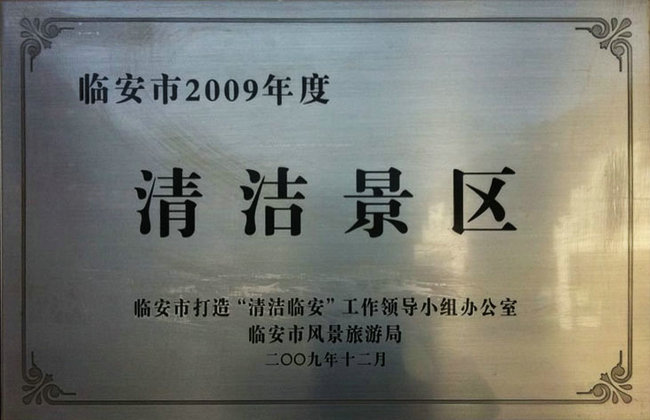 临安市2009年度
清洁景区
临安市打造“清洁临安”工作领导小组办公室
临安市风景旅游局
二〇〇九年十二月